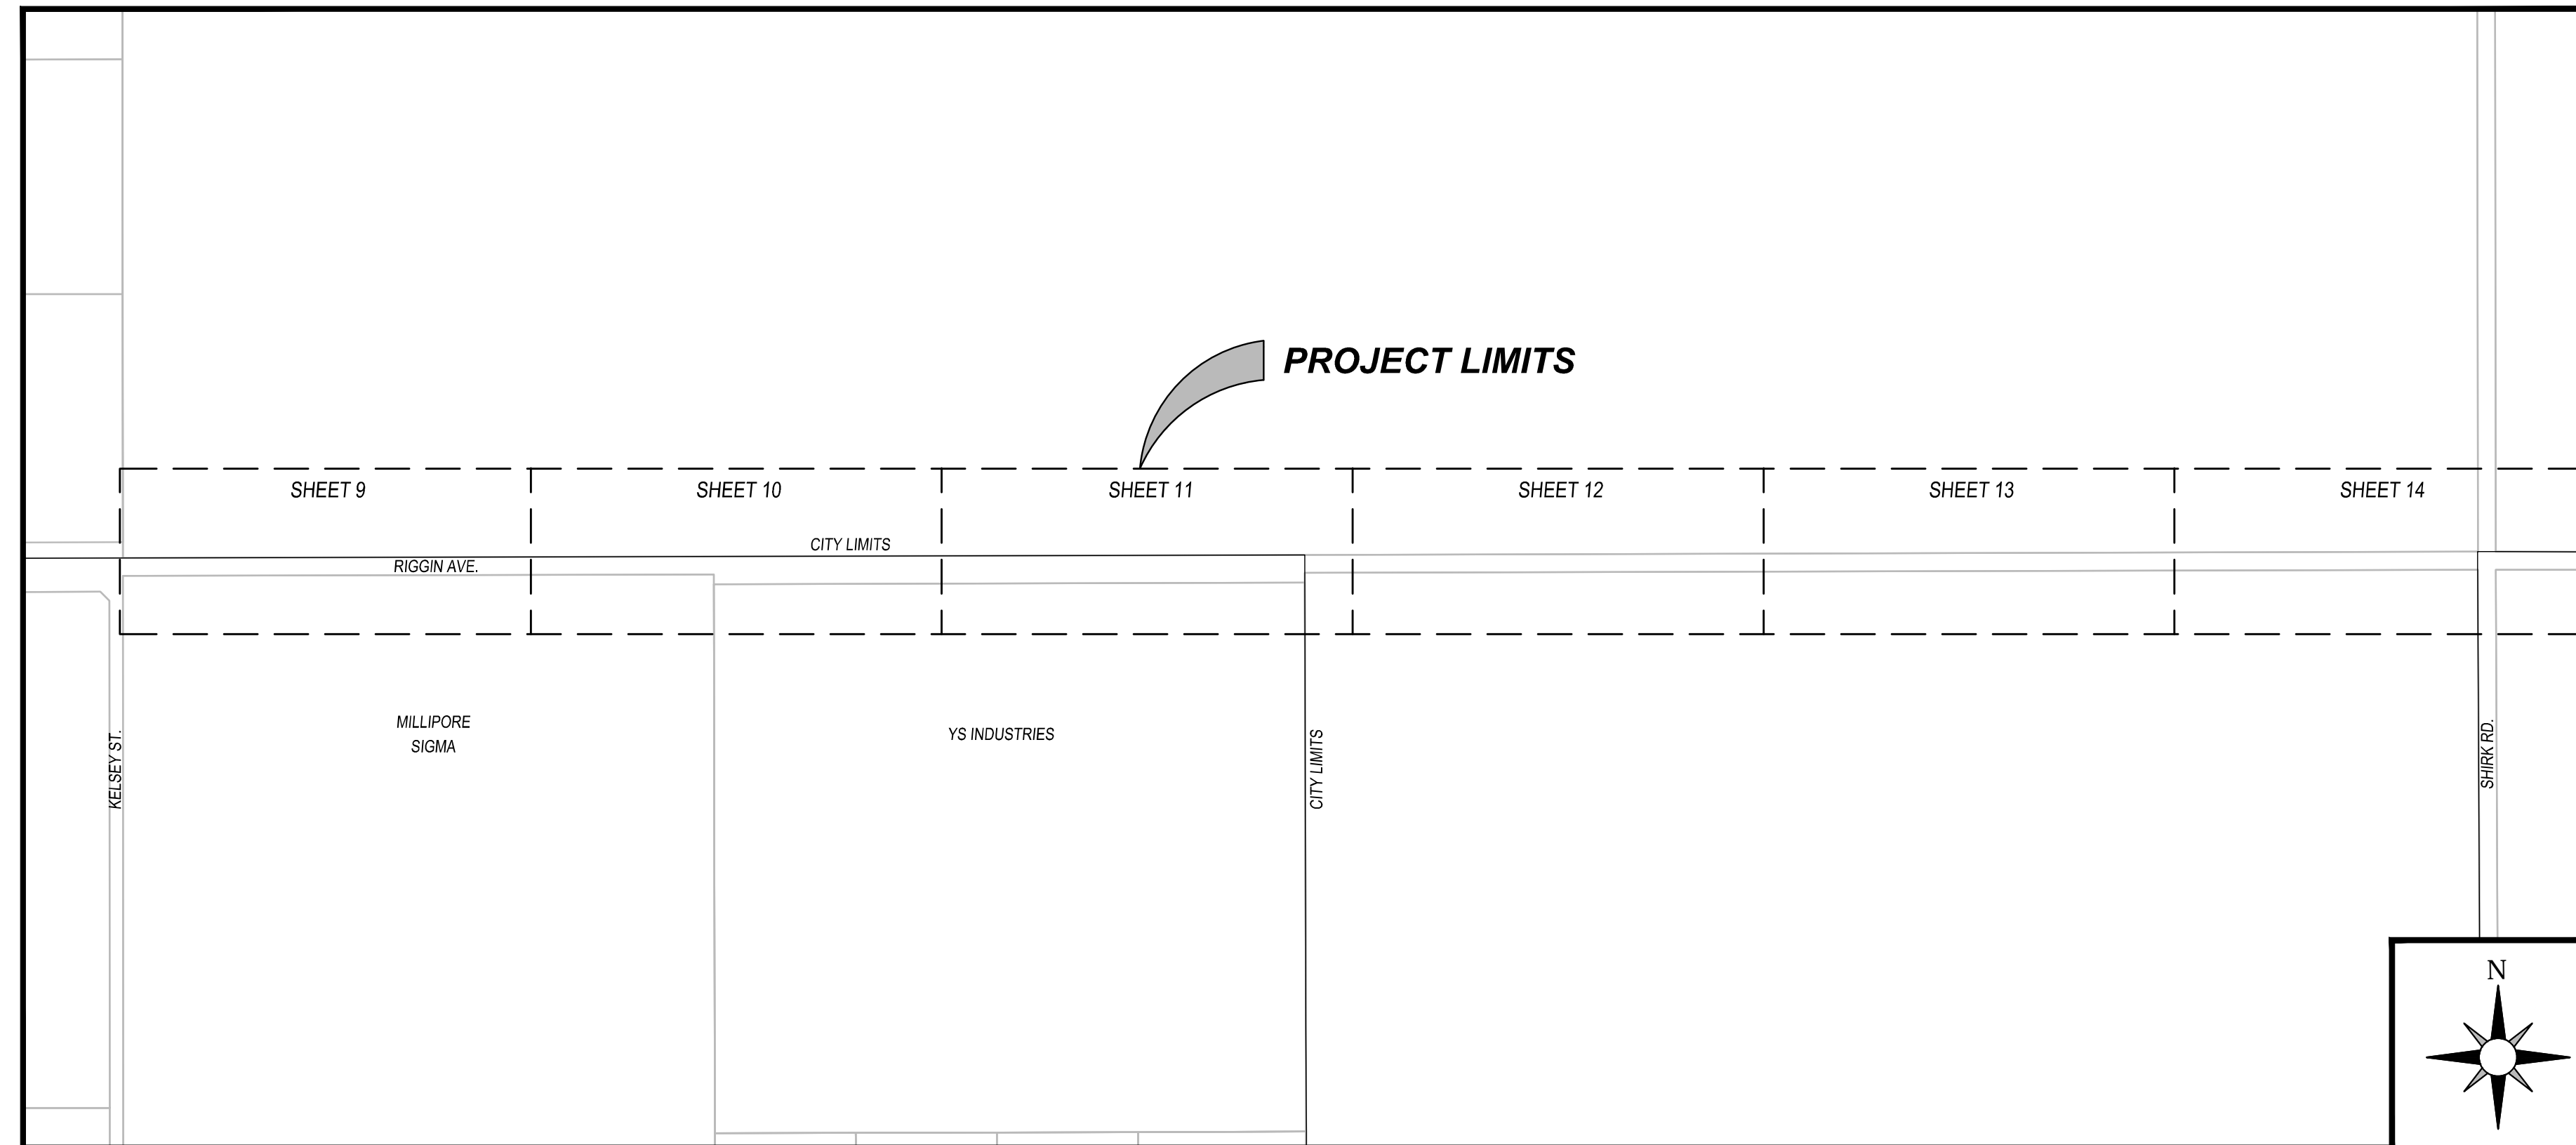 PROJECT LIMITS
SHEET 9
SHEET 10
SHEET 11
SHEET 12
SHEET 13
SHEET 14
CITY LIMITS
RIGGIN AVE.
MILLIPORE
SIGMA
YS INDUSTRIES
KELSEY ST.
CITY LIMITS
SHIRK RD.
N